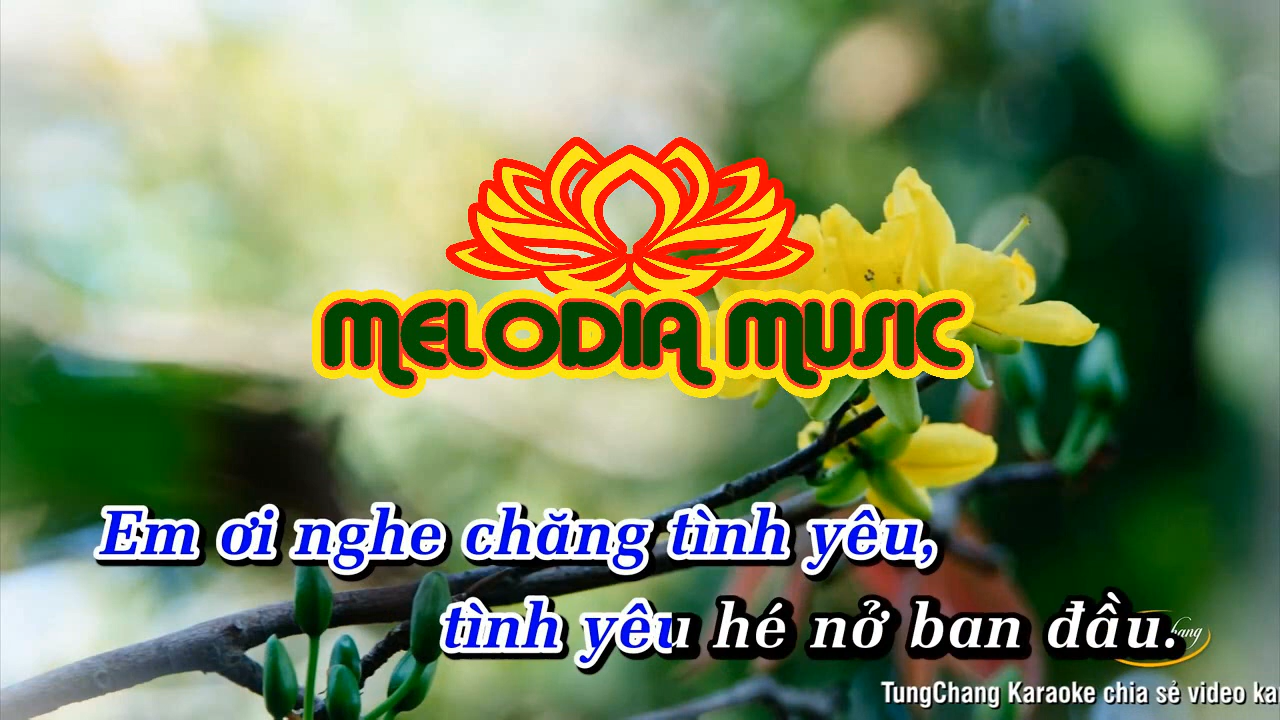 MELODIA MUSIC
Em ơi nghe chăng tình yêu,
tình yêu hé nở ban đầu.
TungChang Karaoke chia sẻ video ka